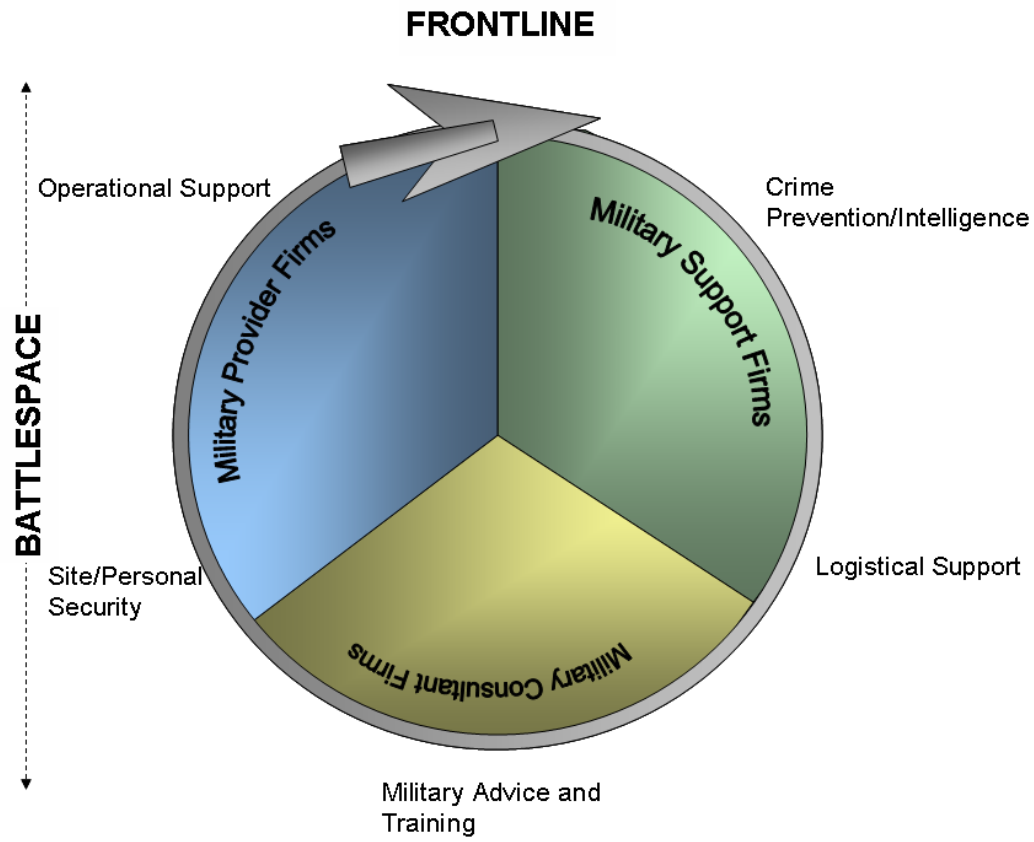 FRONTLINE
Operational Support
Crime
Prevention/Intelligence
Military Provider Firms
Military Support Firms
BATTLESPACE
Site/Personal
Security
Logistical Support
Military Consultant Firms
Military Advice and
Training